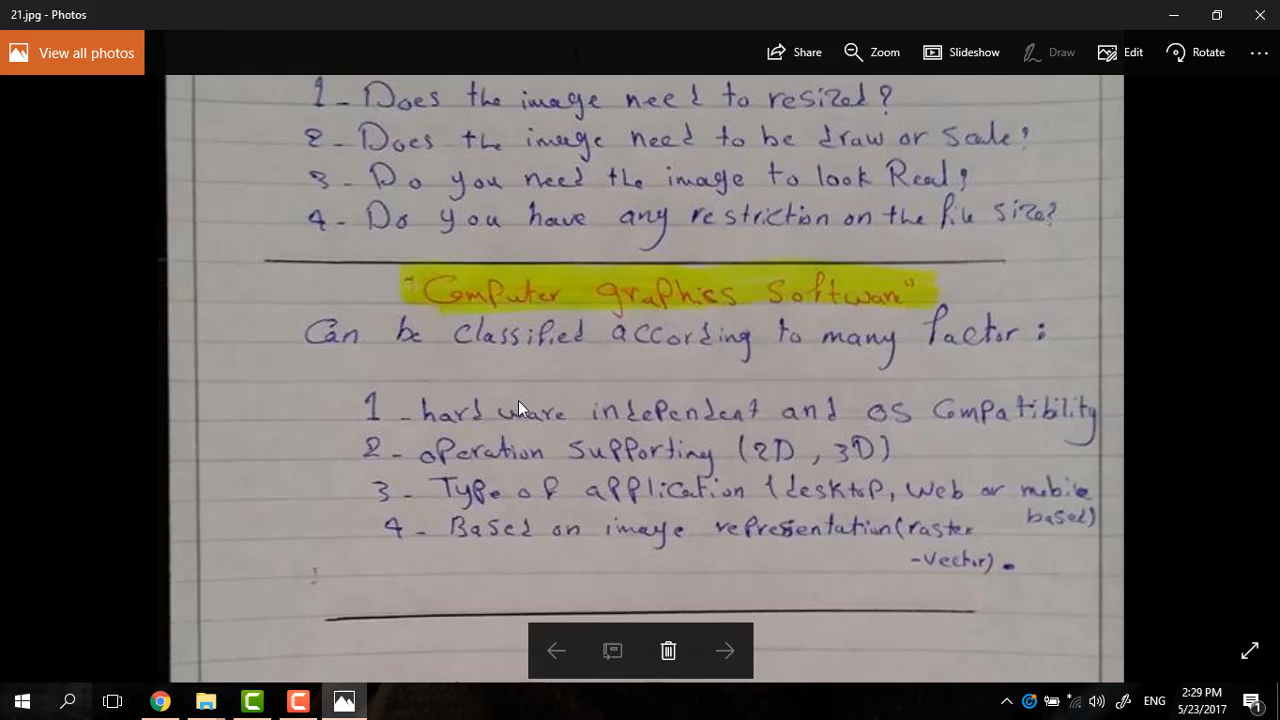 21.jpg - Photos
View all photos
Share
Zoom
Slideshow
Draw
Edit
Rotate
1 - Does the image need to resized?
2 - Does the image need to be draw or scale?
3 - Do you need the image to look Real?
4 - Do you have any restriction on the file size?
"Computer graphics software"
Can be classified according to many factor :
1 - hard ware independent and os compatibility
2 - operation supporting (2D , 3D)
3 - Type of application (desktop, web or mobile
based)
4 - Based on image representation (raster
-vector).
ENG
2:29 PM
5/23/2017
1